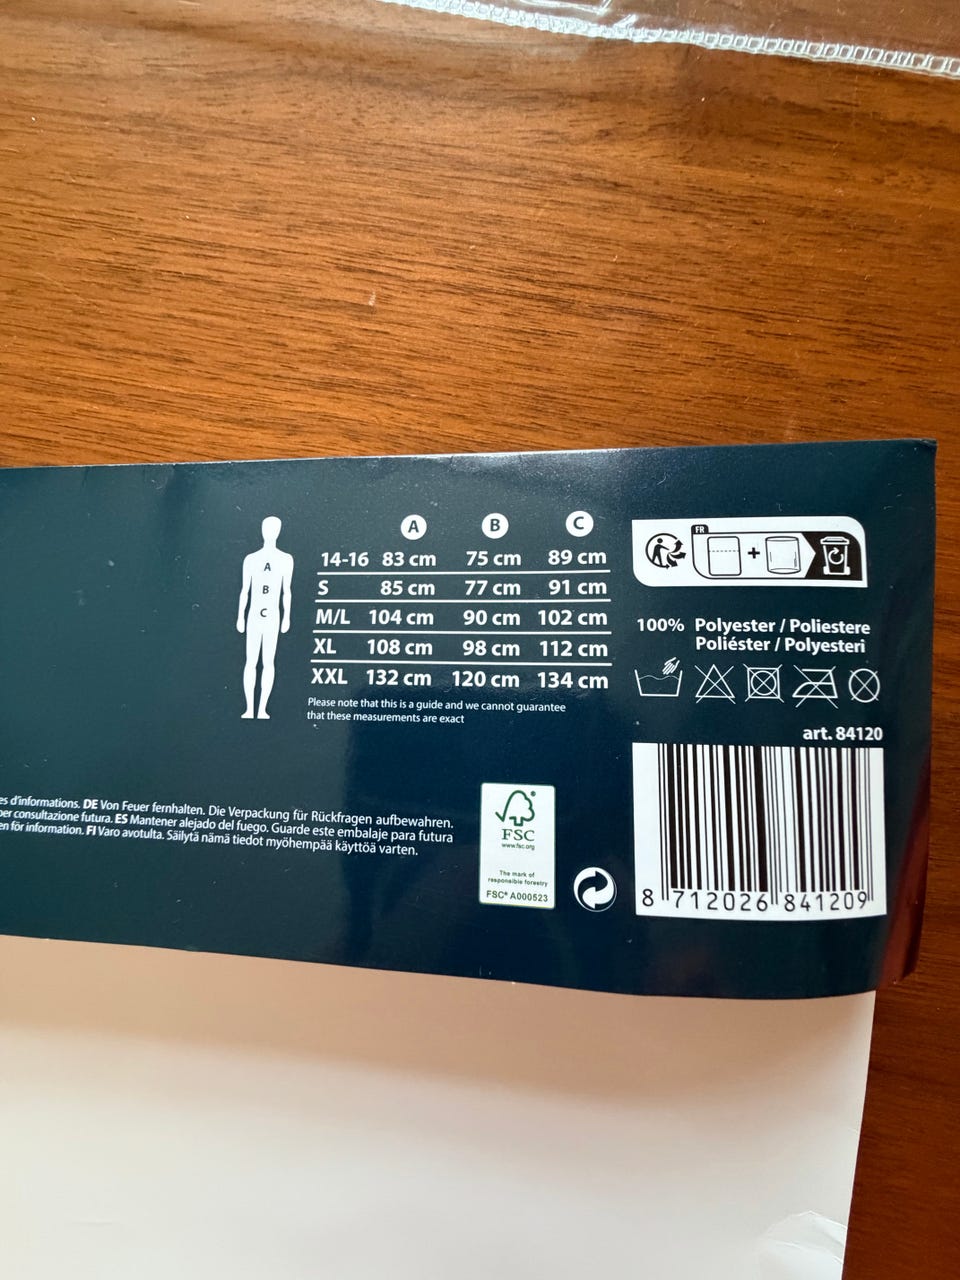 A B C
14-16 83 cm 75 cm 89 cm
S 85 cm 77 cm 91 cm
M/L 104 cm 90 cm 102 cm
XL 108 cm 98 cm 112 cm
XXL 132 cm 120 cm 134 cm
A
B
C
Please note that this is a guide and we cannot guarantee
that these measurements are exact
FR
+
100% Polyester / Poliestere
Poliéster / Polyesteri
art. 84120
8 712026 841209
es d'informations. DE Von Feuer fernhalten. Die Verpackung für Rückfragen aufbewahren.
per consultazione futura. ES Mantener alejado del fuego. Guarde este embalaje para futura
en för information. FI Varo avotulta. Säilytä nämä tiedot myöhempää käyttöä varten.
FSC
www.fsc.org
The mark of
responsible forestry
FSC® A000523